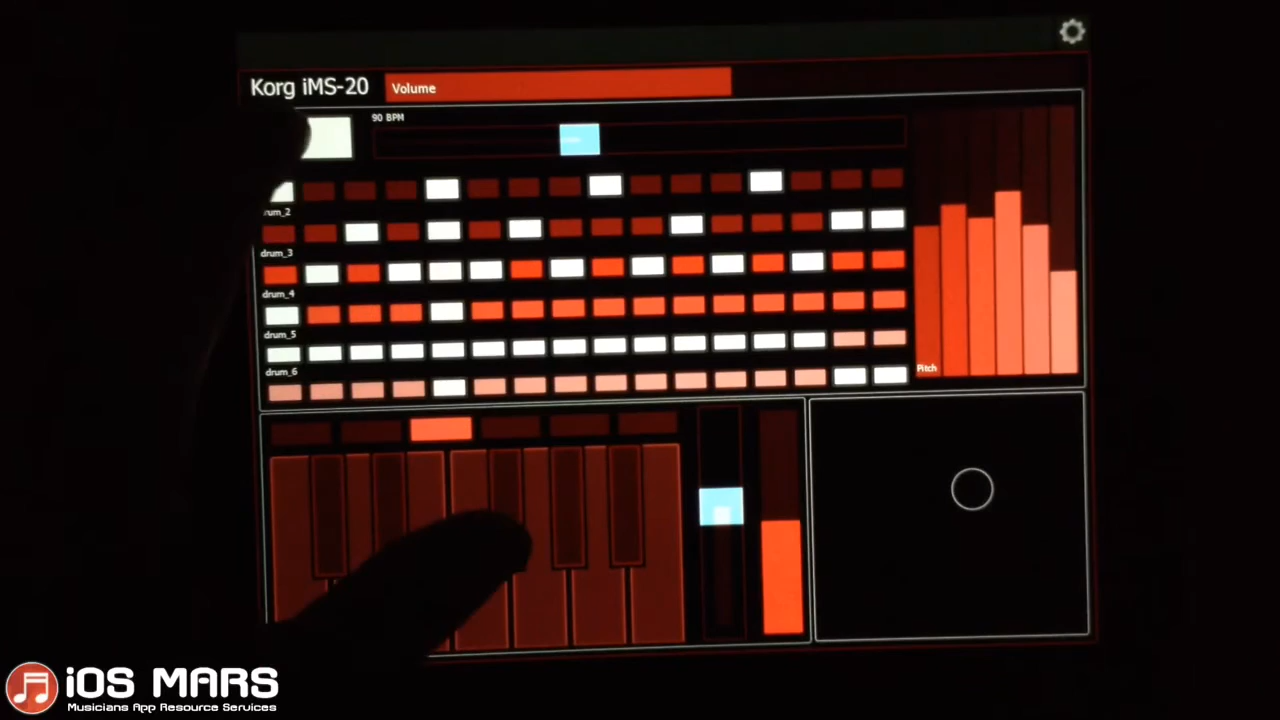 Korg iMS-20
Volume
90 BPM
rum_2
drum_3
drum_4
drum_5
drum_6
Pitch
iOS MARS
Musicians App Resource Services